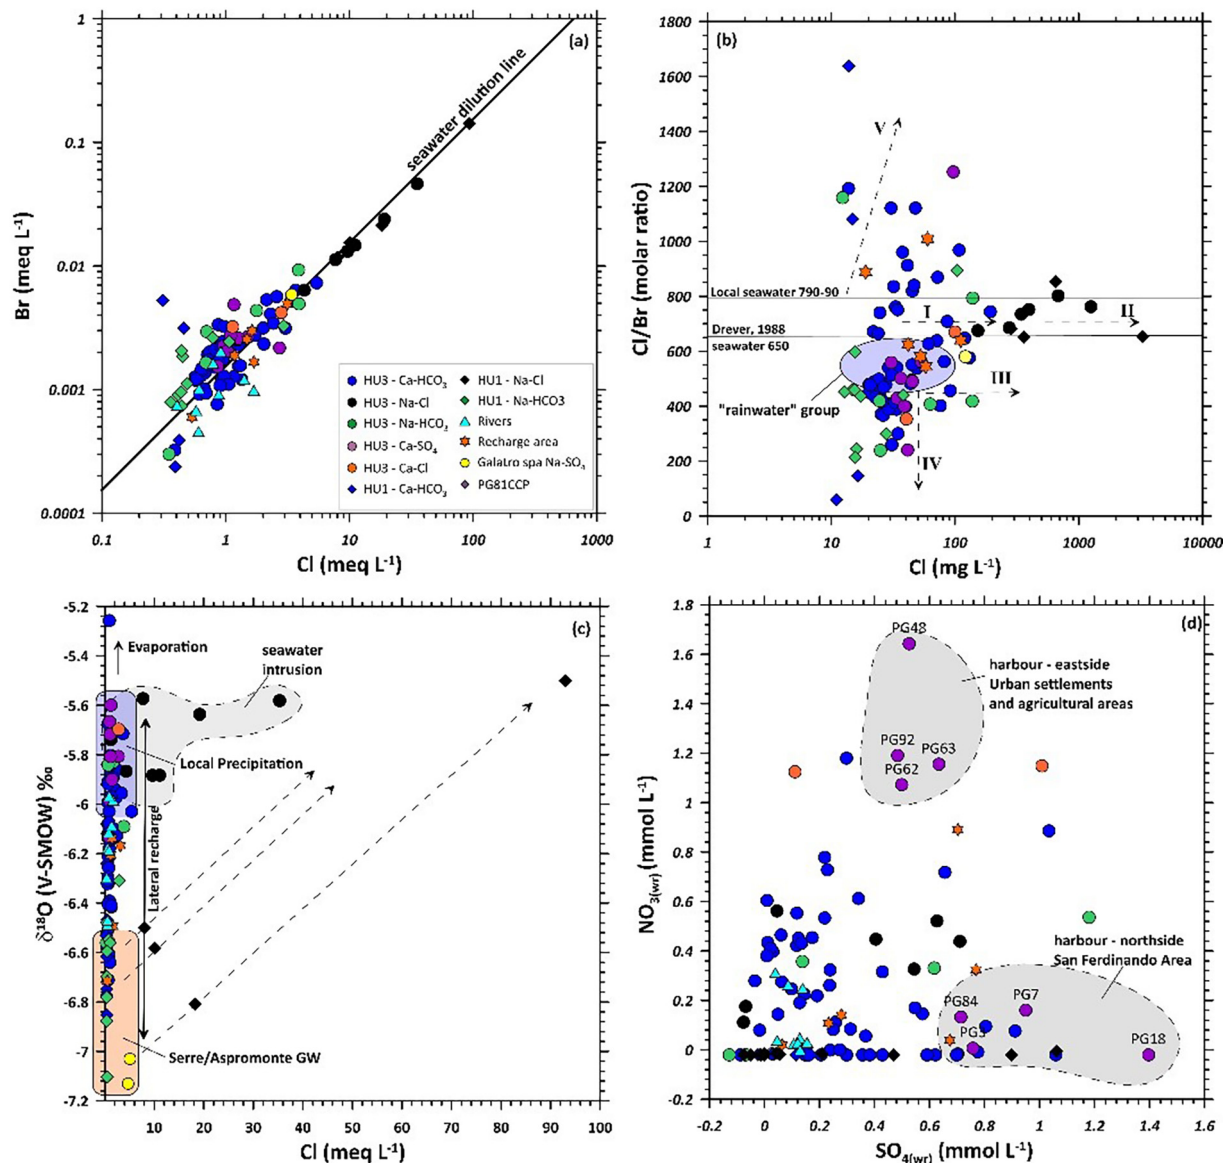 (a)
seawater dilution line
1
0.1
0.01
0.001
0.0001
Br (meq L-1)
0.1
1
10
100
1000
Cl (meq L-1)
HU3 - Ca-HCO3
HU3 - Na-Cl
HU3 - Na-HCO3
HU3 - Ca-SO4
HU3 - Ca-Cl
HU1 - Ca-HCO3
HU1 - Na-Cl
HU1 - Na-HCO3
Rivers
Recharge area
Galatro spa Na-SO4
PG81CCP
(b)
1800
1600
1400
1200
1000
800
600
400
200
0
Cl/Br (molar ratio)
V
Local seawater 790-90
I
II
Drever, 1988
seawater 650
III
"rainwater" group
IV
1
10
100
1000
10000
Cl (mg L-1)
(c)
-5.2
-5.4
-5.6
-5.8
-6
-6.2
-6.4
-6.6
-6.8
-7
-7.2
δ18O (V-SMOW) ‰
Evaporation
seawater
intrusion
Local Precipitation
Lateral recharge
Serre/Aspromonte GW
10
20
30
40
50
60
70
80
90
100
Cl (meq L-1)
(d)
1.8
1.6
1.4
1.2
1
0.8
0.6
0.4
0.2
0
-0.2
NO3(wr) (mmol L-1)
PG48
harbour - eastside
Urban settlements
and agricultural areas
PG92
PG63
PG62
harbour - northside
San Ferdinando Area
PG84
PG7
PG3
PG18
-0.2
0
0.2
0.4
0.6
0.8
1
1.2
1.4
1.6
SO4(wr) (mmol L-1)